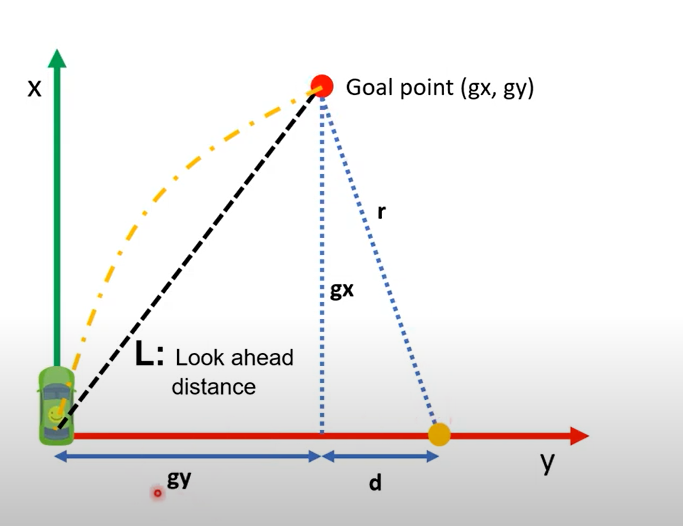 x
Goal point (gx, gy)
r
gx
L: Look ahead
distance
gy
d
y